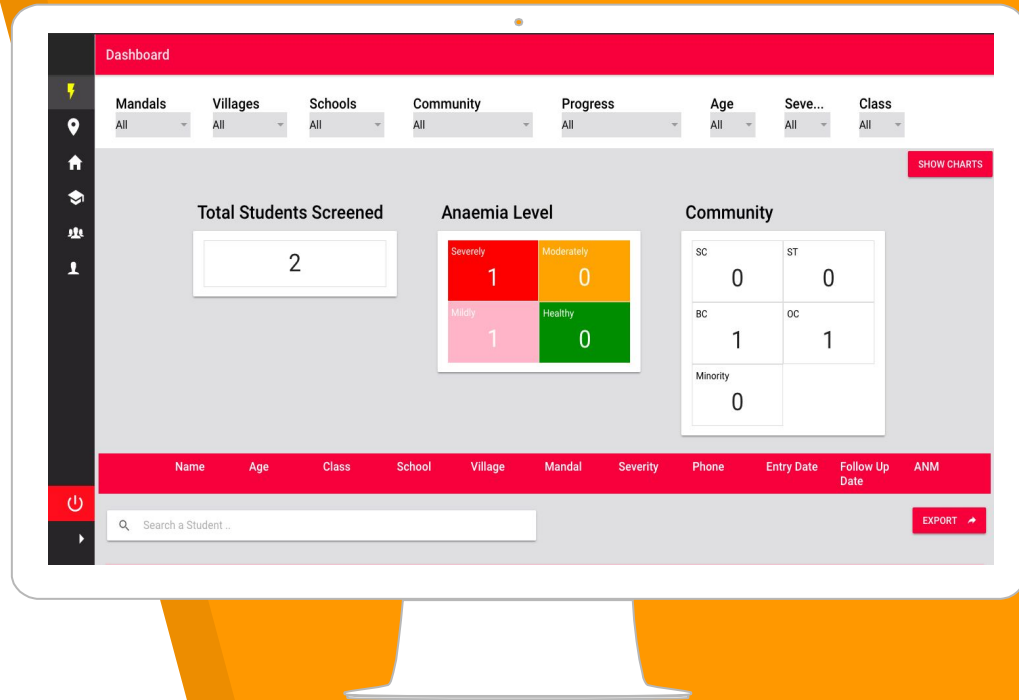 Dashboard
Mandals Villages Schools Community Progress Age Seve... Class
All All All All All All All All
SHOW CHARTS
Total Students Screened Anaemia Level Community
2
Severely Moderately
1 0
Mildly Healthy
1 0
SC ST
0 0
BC OC
1 1
Minority
0
Name Age Class School Village Mandal Severity Phone Entry Date Follow Up ANM
Date
Search a Student ..
EXPORT